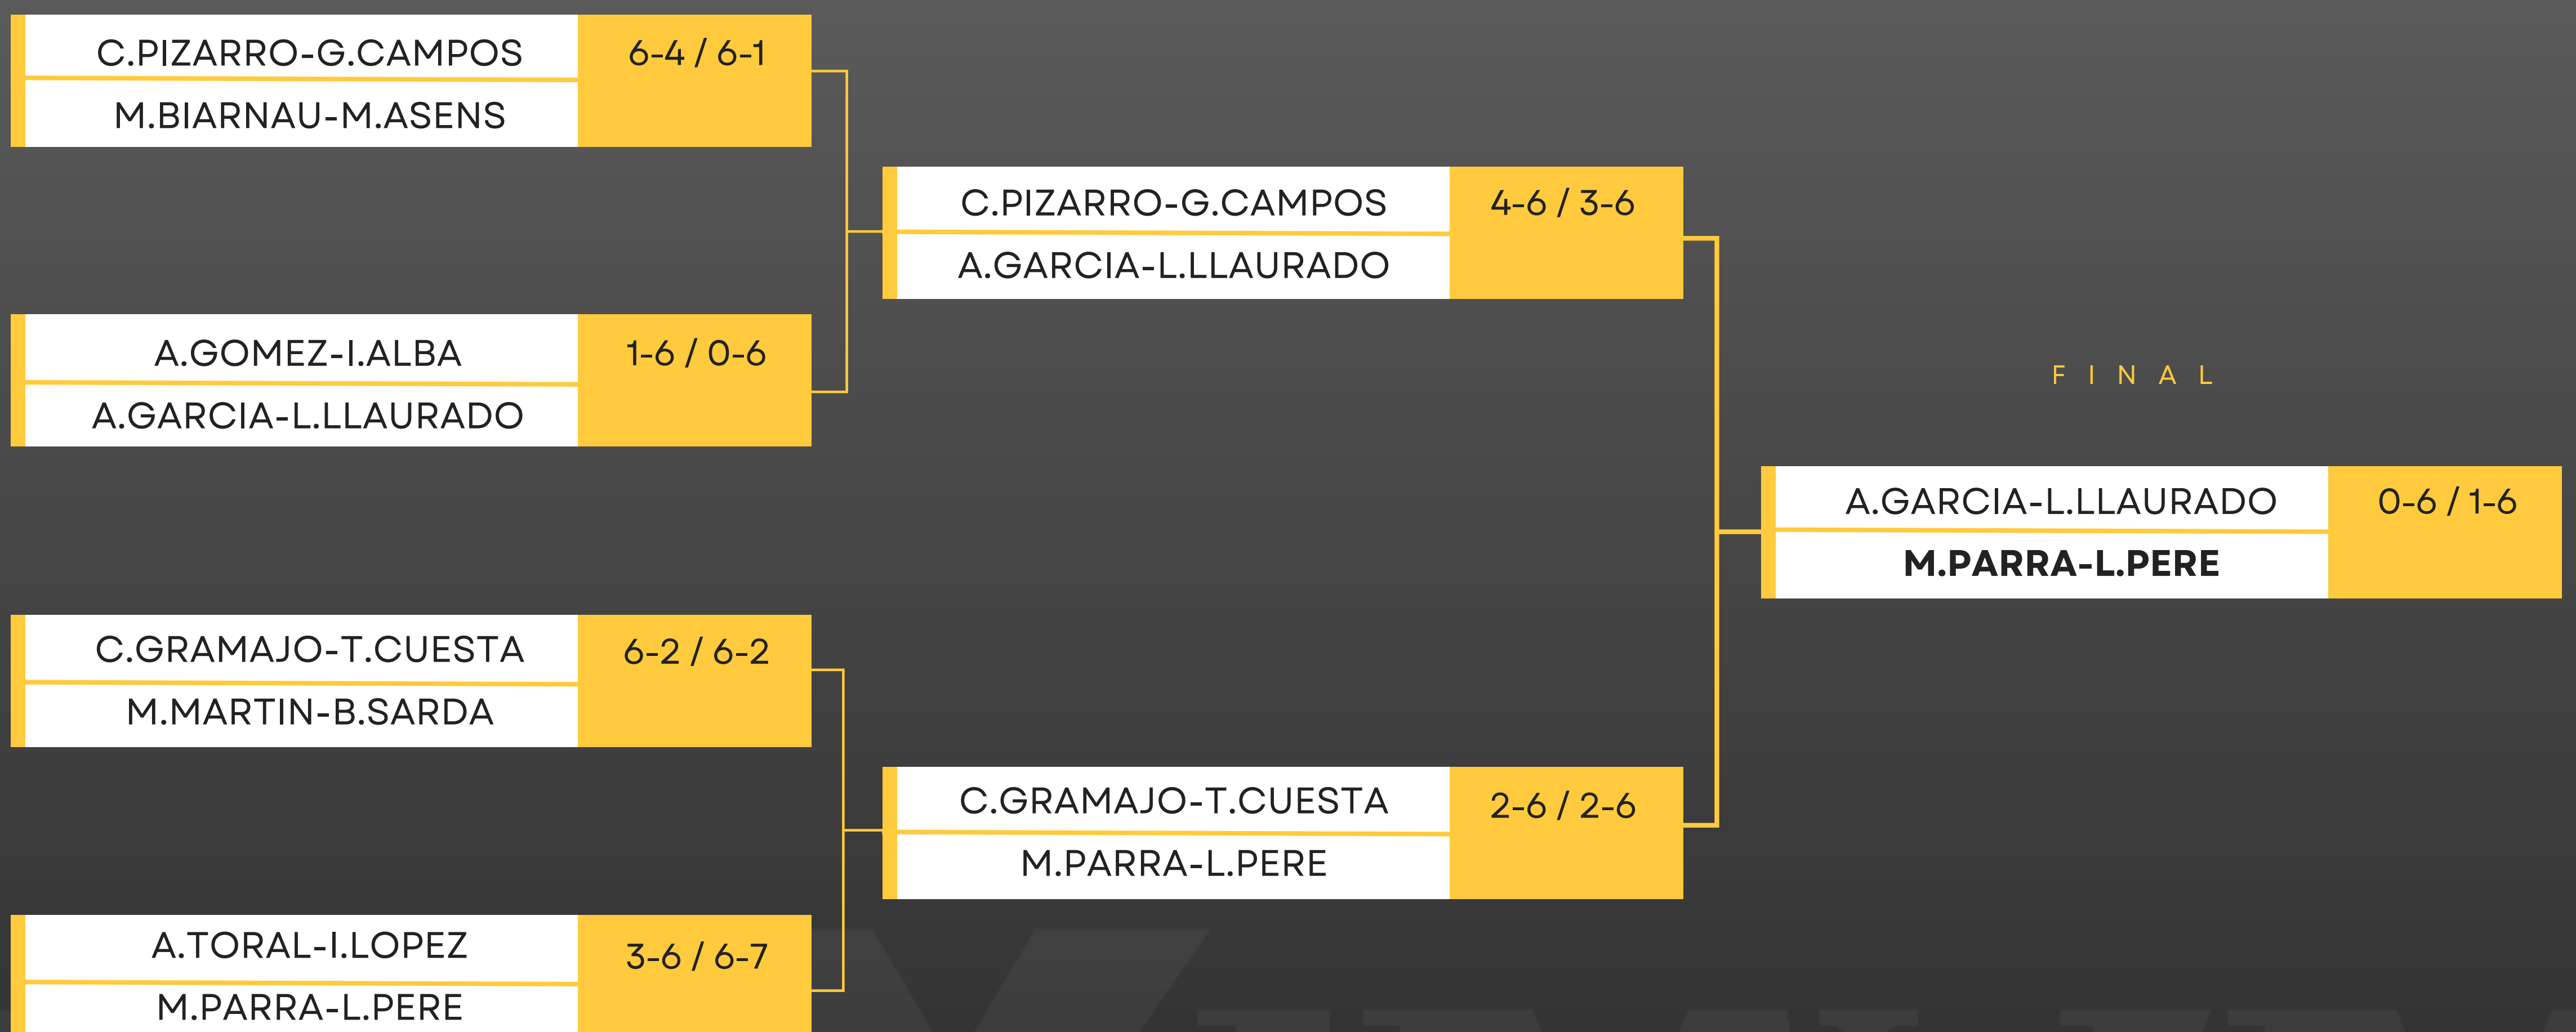 C.PIZARRO-G.CAMPOS 6-4 / 6-1
M.BIARNAU-M.ASENS
A.GOMEZ-I.ALBA 1-6 / 0-6
A.GARCIA-L.LLAURADO
C.GRAMAJO-T.CUESTA 6-2 / 6-2
M.MARTIN-B.SARDA
A.TORAL-I.LOPEZ 3-6 / 6-7
M.PARRA-L.PERE
C.PIZARRO-G.CAMPOS 4-6 / 3-6
A.GARCIA-L.LLAURADO
C.GRAMAJO-T.CUESTA 2-6 / 2-6
M.PARRA-L.PERE
FINAL
A.GARCIA-L.LLAURADO 0-6 / 1-6
M.PARRA-L.PERE